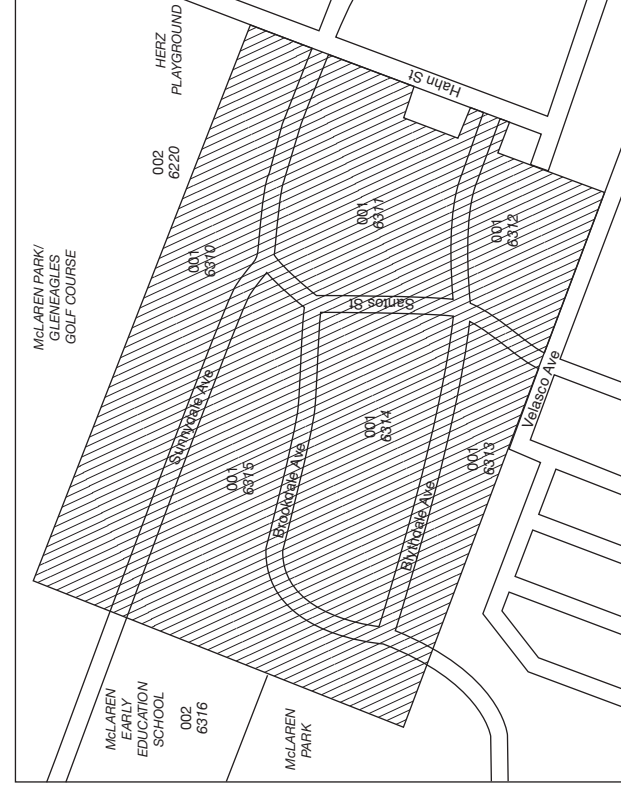 HERZ
PLAYGROUND
002
6220
McLAREN PARK/
GLENEAGLES
GOLF COURSE
001
6310
Hahn St
001
6311
001
6312
Santos St
Sunnydale Ave
001
6315
Brookdale Ave
001
6314
Blythdale Ave
001
6313
Velasco Ave
McLAREN
EARLY
EDUCATION
SCHOOL
002
6316
McLAREN
PARK